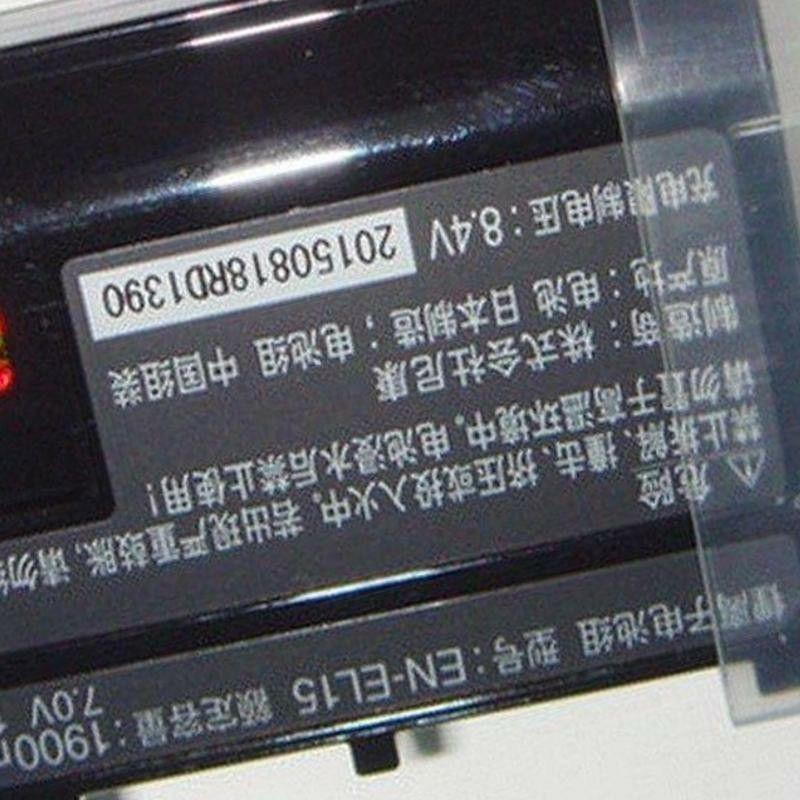 锂离子电池组 型号:EN-EL15 额定容量:1900
7.0V
⚠危险
禁止拆解、撞击、挤压或投入火中。若出现严重鼓胀,请勿
请勿置于高温环境中。电池浸水后禁止使用!
制造商:株式会社尼康
原产地:电池 日本制造;电池组 中国组装
充电限制电压:8.4V 20150818RD1390